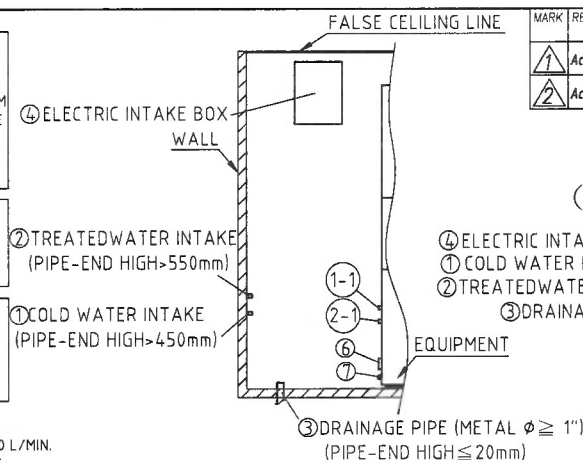 FALSE CELILING LINE
MARK
1
2
④ELECTRIC INTAKE BOX
WALL
②TREATEDWATER INTAKE
(PIPE-END HIGH>550mm)
①COLD WATER INTAKE
(PIPE-END HIGH>450mm)
1-1
2-1
6
7
④ELECTRIC
①COLD WATER
②TREATEDWATE
③DRAINA
EQUIPMENT
③DRAINAGE PIPE (METAL φ≧ 1")
(PIPE-END HIGH≦20mm)
L/MIN.